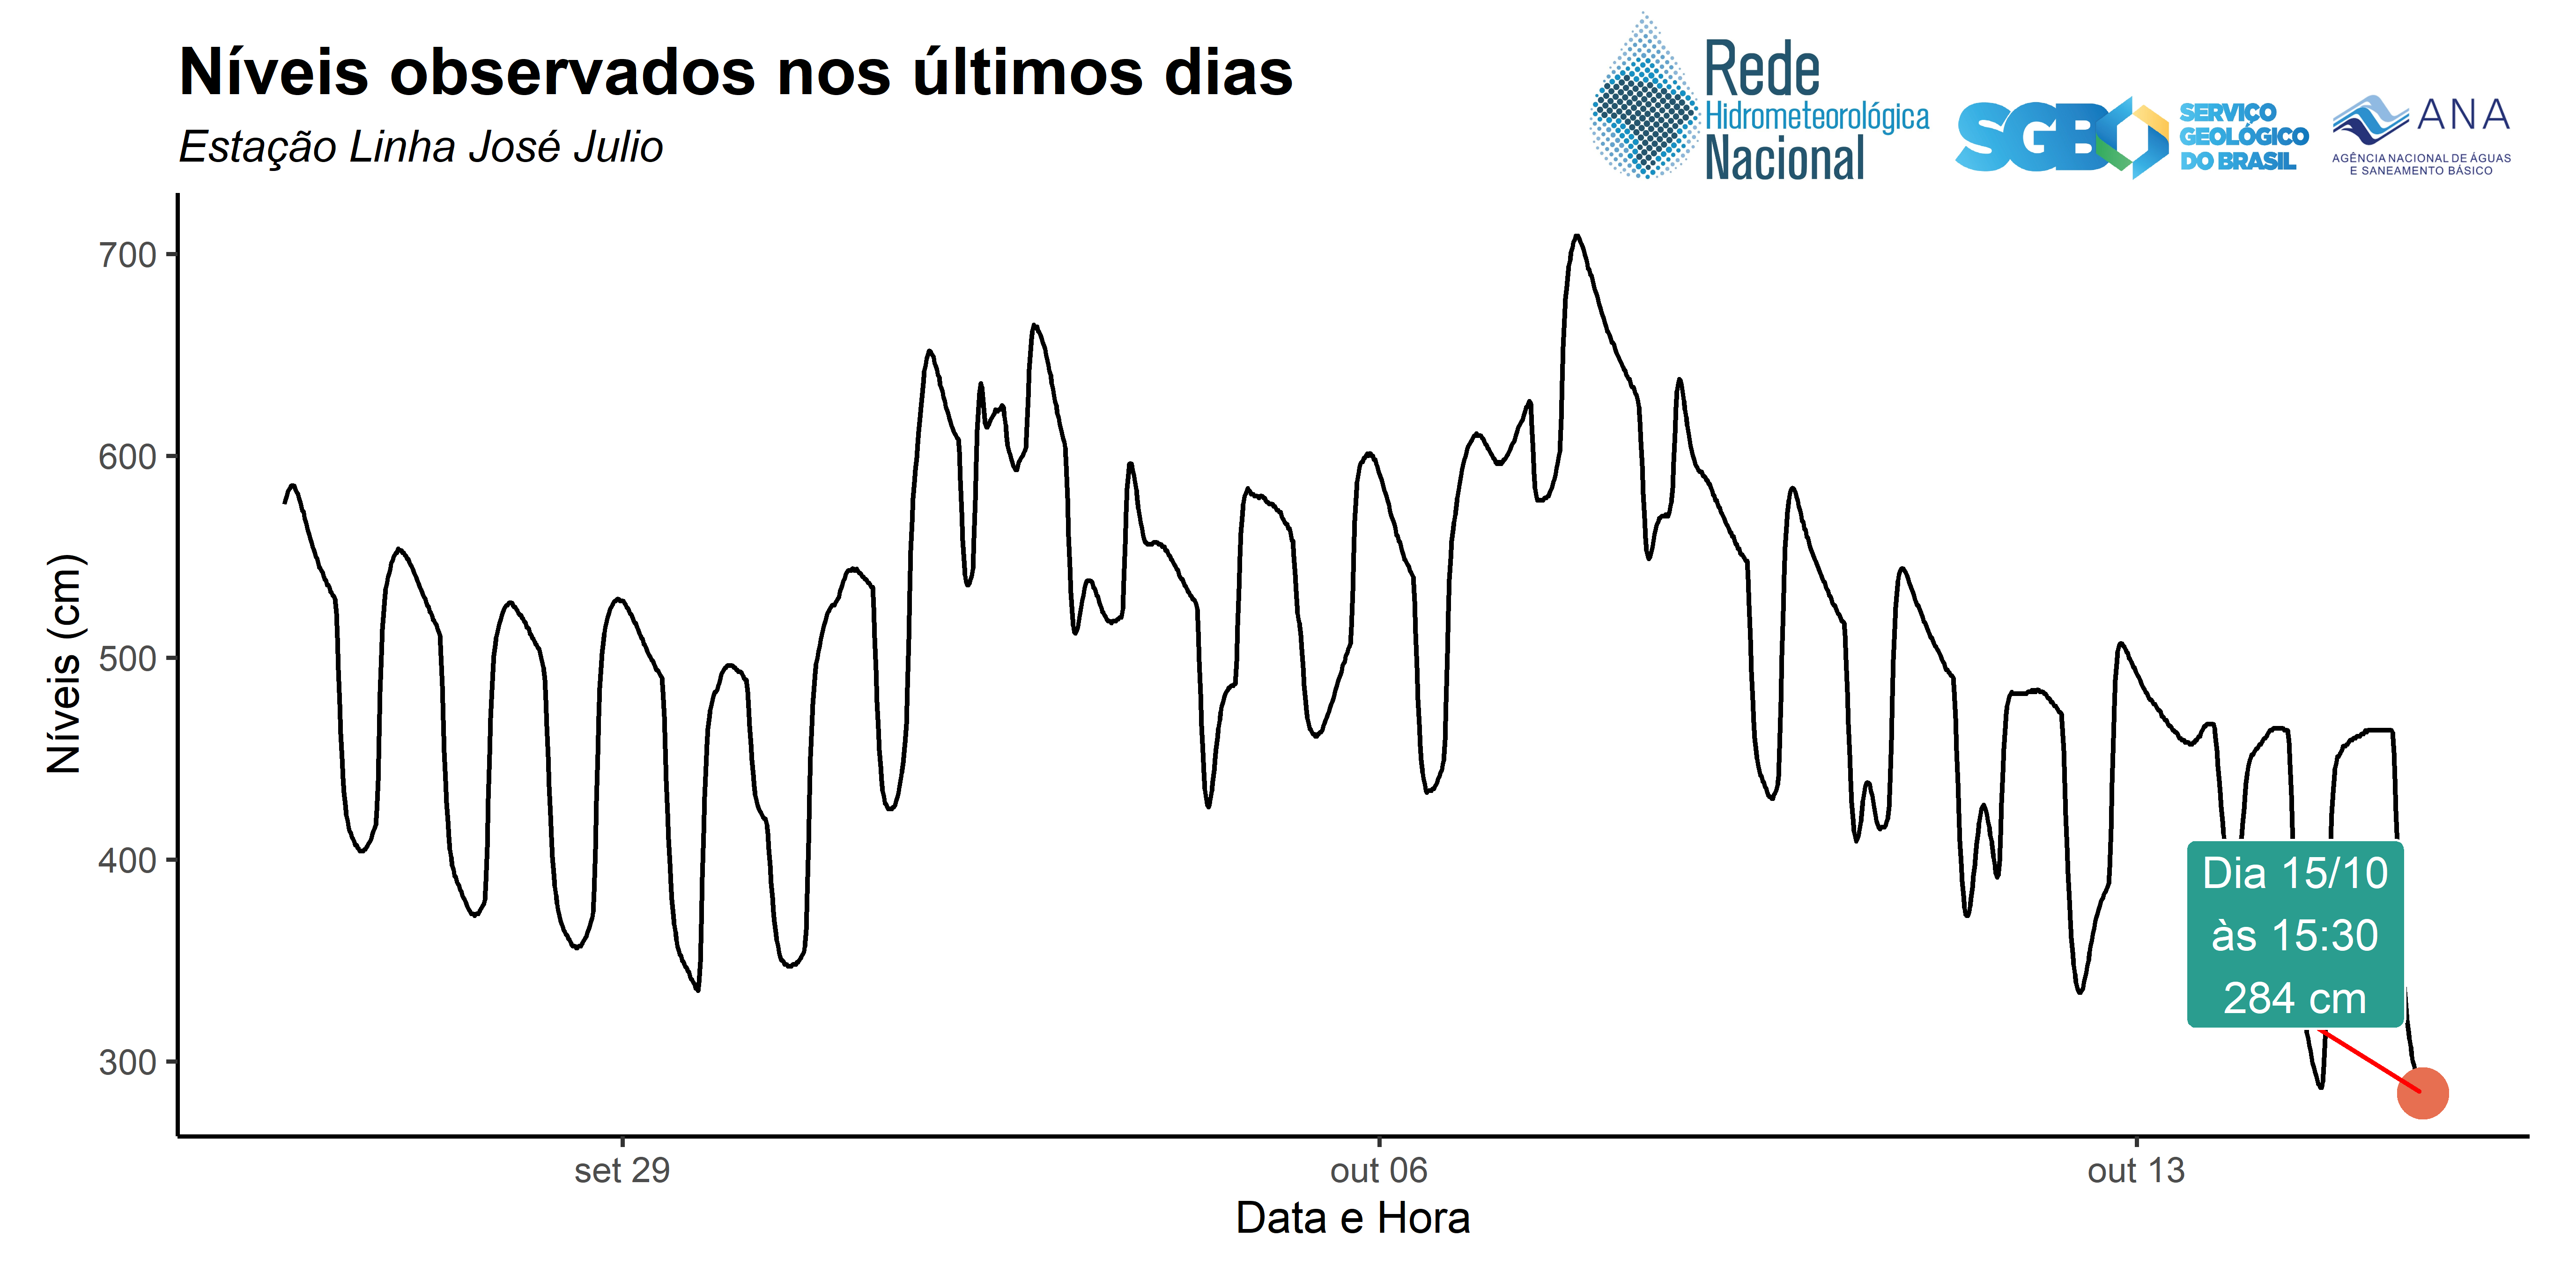 Níveis observados nos últimos dias
Estação Linha José Julio
Rede
Hidrometeorológica
Nacional
SGB
SERVIÇO
GEOLÓGICO
DO BRASIL
ANA
AGÊNCIA NACIONAL DE ÁGUAS
E SANEAMENTO BÁSICO
Níveis (cm)
700
600
500
400
300
Dia 15/10
às 15:30
284 cm
set 29
out 06
out 13
Data e Hora